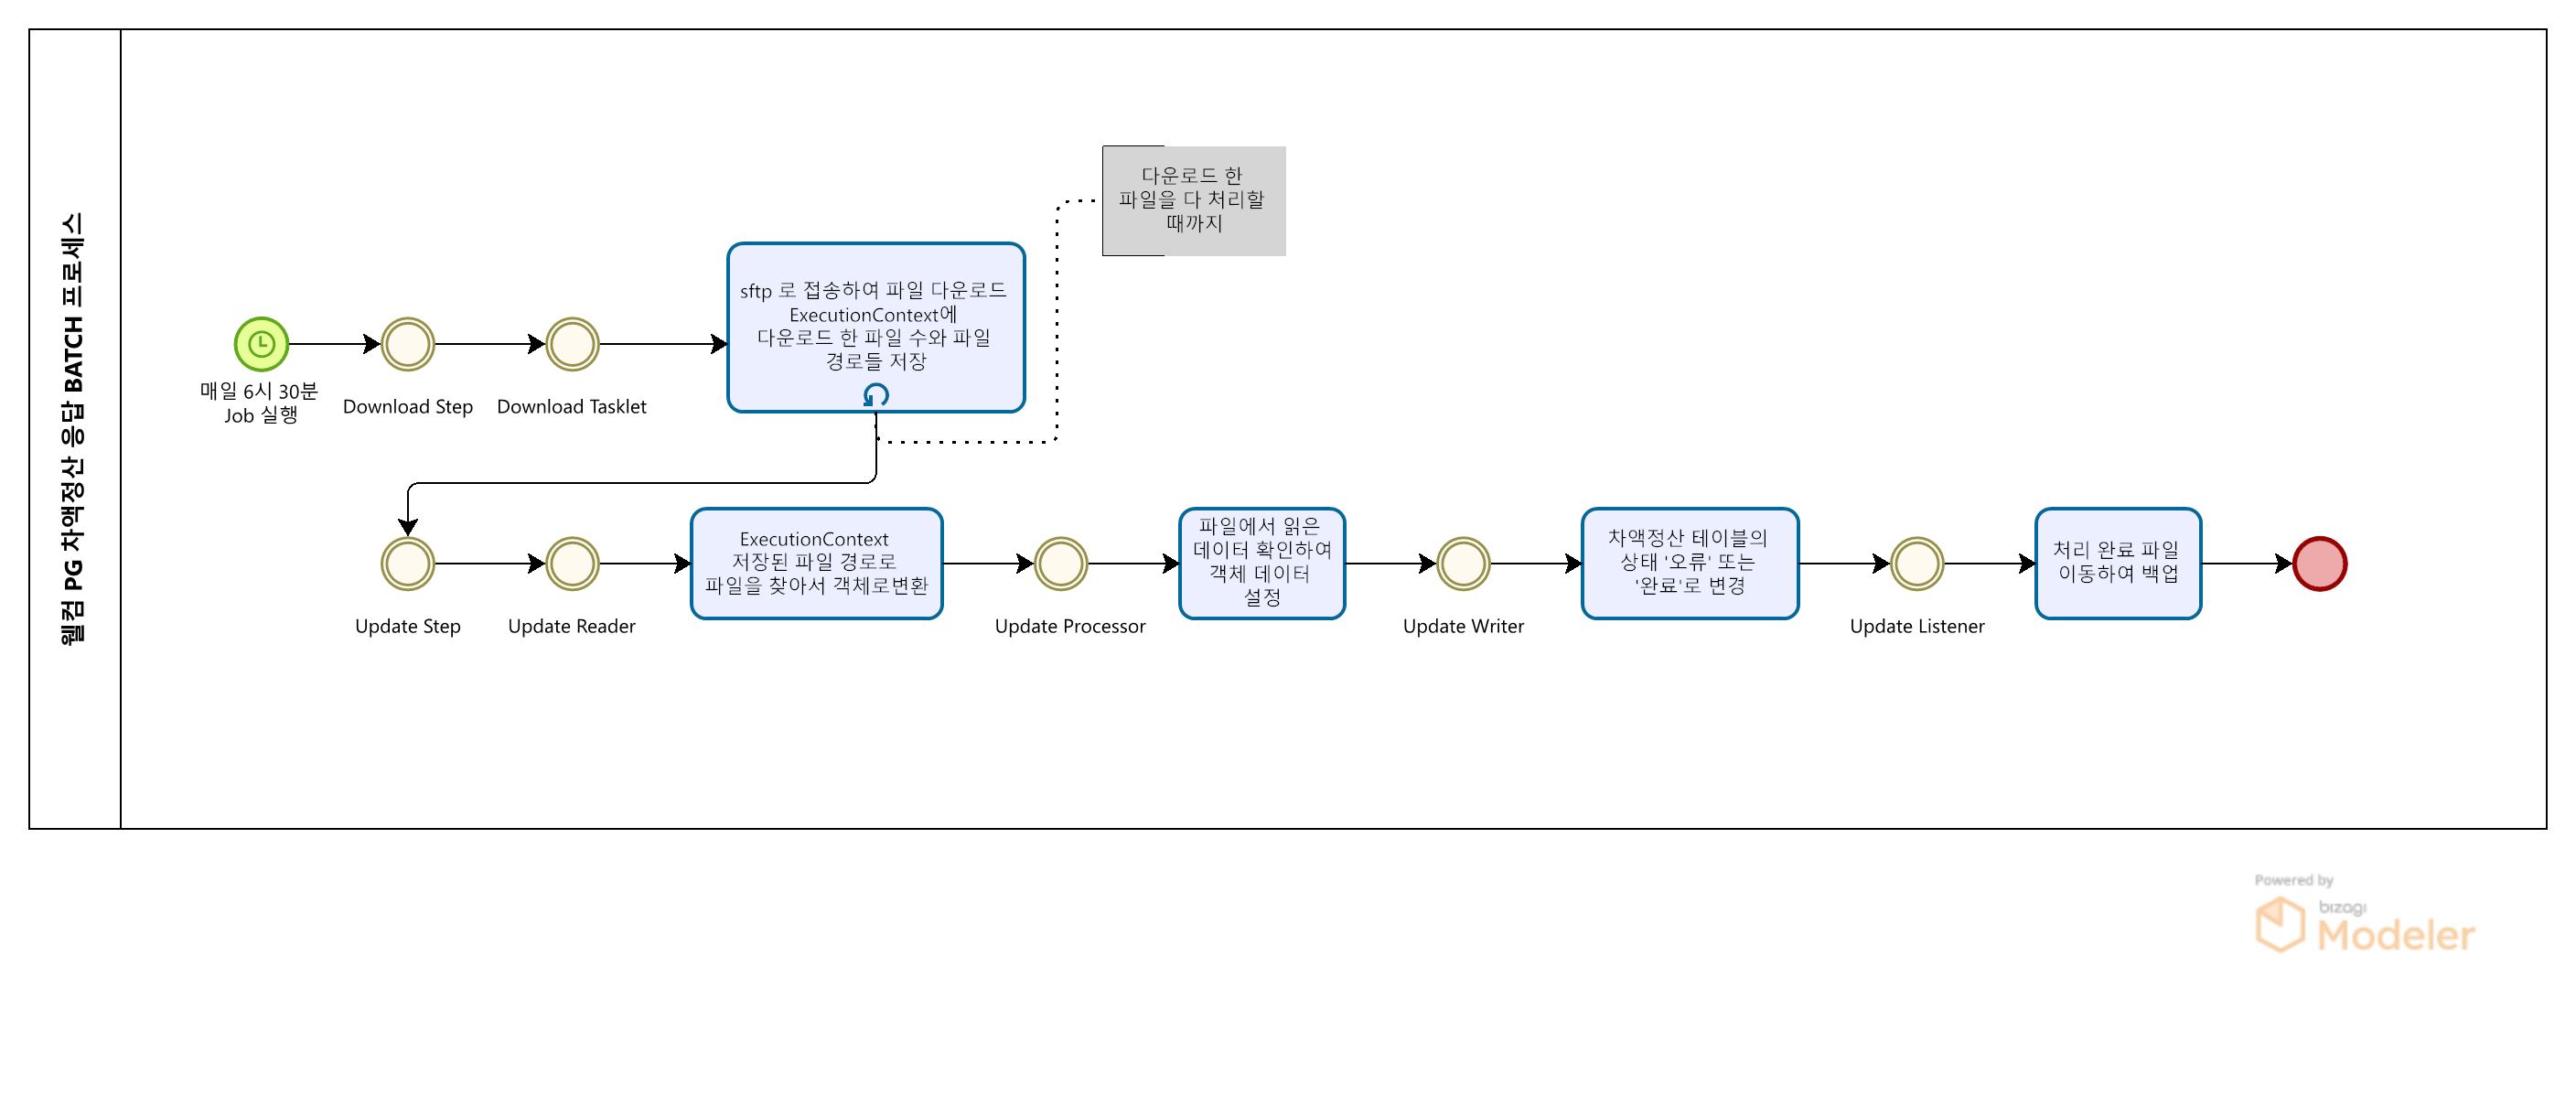 웰컴 PG 차액정산 응답 BATCH 프로세스
다운로드 한
파일을 다 처리할
때까지
sftp 로 접송하여 파일 다운로드
ExecutionContext에
다운로드 한 파일 수와 파일
경로들 저장
매일 6시 30분
Job 실행
Download Step
Download Tasklet
ExecutionContext
저장된 파일 경로로
파일을 찾아서 객체로변환
파일에서 읽은
데이터 확인하여
객체 데이터
설정
차액정산 테이블의
상태 '오류' 또는
'완료'로 변경
처리 완료 파일
이동하여 백업
Update Step
Update Reader
Update Processor
Update Writer
Update Listener
Powered by
bizagi
Modeler